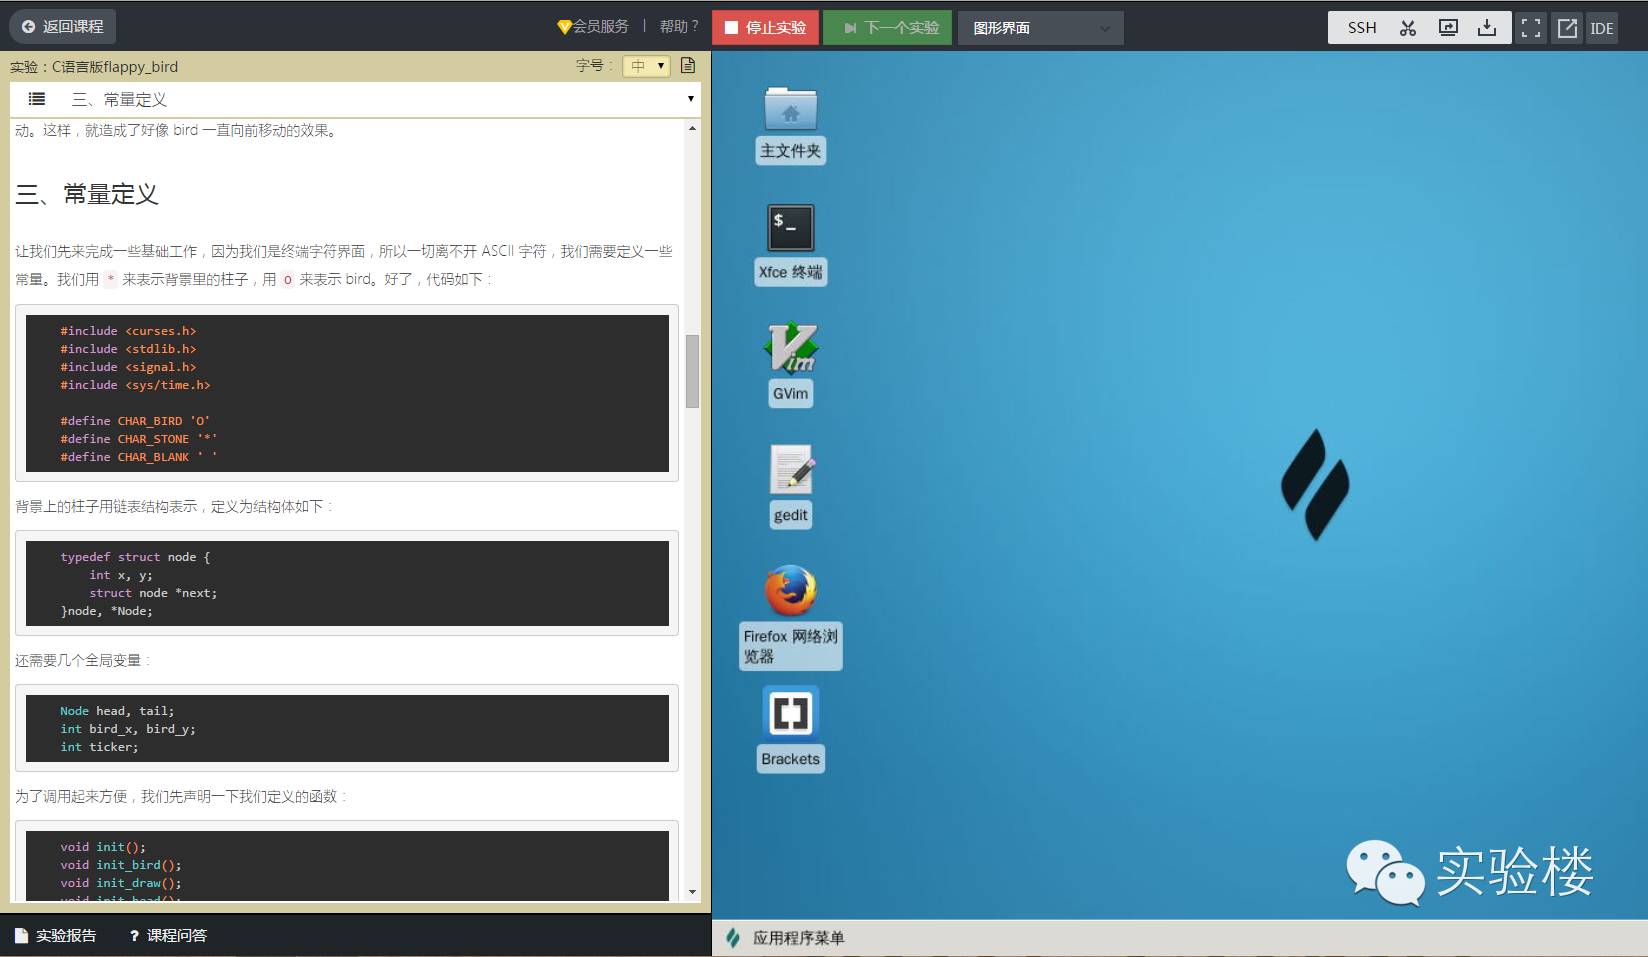 返回课程
会员服务 | 帮助 ?
停止实验
下一个实验
图形界面
SSH
IDE
实验：C语言版flappy_bird
字号：
中
三、常量定义
动。这样，就造成了好像 bird 一直向前移动的效果。
三、常量定义
让我们先来完成一些基础工作，因为我们是终端字符界面，所以一切离不开 ASCII 字符，我们需要定义一些
常量。我们用 * 来表示背景里的柱子，用 O 来表示 bird。好了，代码如下：
#include <curses.h>
#include <stdlib.h>
#include <signal.h>
#include <sys/time.h>
#define CHAR_BIRD 'O'
#define CHAR_STONE '*'
#define CHAR_BLANK ' '
背景上的柱子用链表结构表示，定义为结构体如下：
typedef struct node {
int x, y;
struct node *next;
}node, *Node;
还需要几个全局变量：
Node head, tail;
int bird_x, bird_y;
int ticker;
为了调用起来方便，我们先声明一下我们定义的函数：
void init();
void init_bird();
void init_draw();
void init_head();
实验报告
? 课程问答
主文件夹
$_
Xfce 终端
Vim
GVim
gedit
Firefox 网络浏
览器
Brackets
实验楼
应用程序菜单